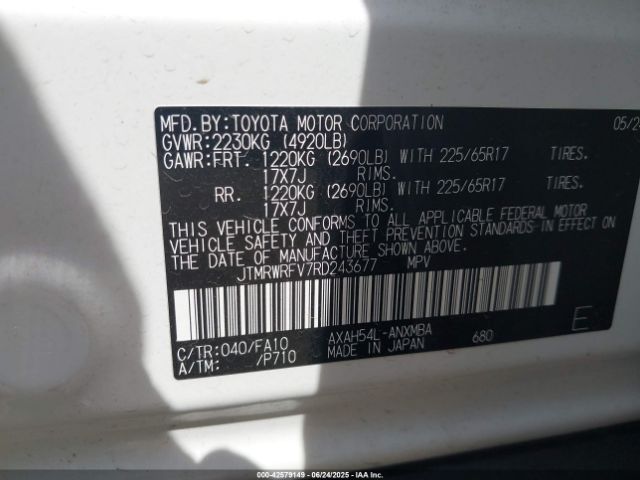 MFD.BY:TOYOTA MOTOR CORPORATION 05/24
GVWR:2230KG (4920LB)
GAWR:FRT. 1220KG (2690LB) WITH 225/65R17 TIRES.
17X7J RIMS.
RR. 1220KG (2690LB) WITH 225/65R17 TIRES.
17X7J RIMS.
THIS VEHICLE CONFORMS TO ALL APPLICABLE FEDERAL MOTOR
VEHICLE SAFETY AND THEFT PREVENTION STANDARDS IN EFFECT ON
THE DATE OF MANUFACTURE SHOWN ABOVE.
JTMRWRFV7RD243677 MPV
C/TR:040/FA10 AXAH54L-ANXMBA 680 E
A/TM: /P710 MADE IN JAPAN
000-42579149 - 06/24/2025 - IAAI.COM